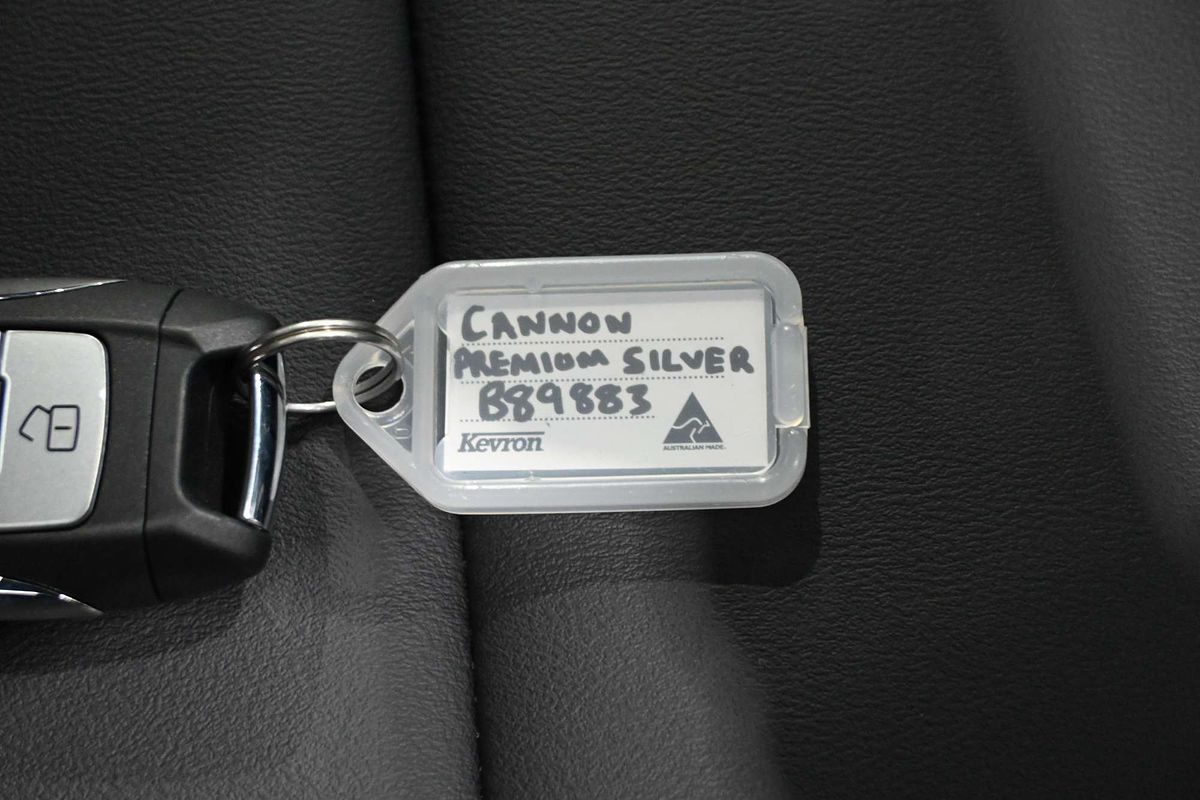 CANNON
PREMIUM SILVER
B89883
Kevron
AUSTRALIAN MADE